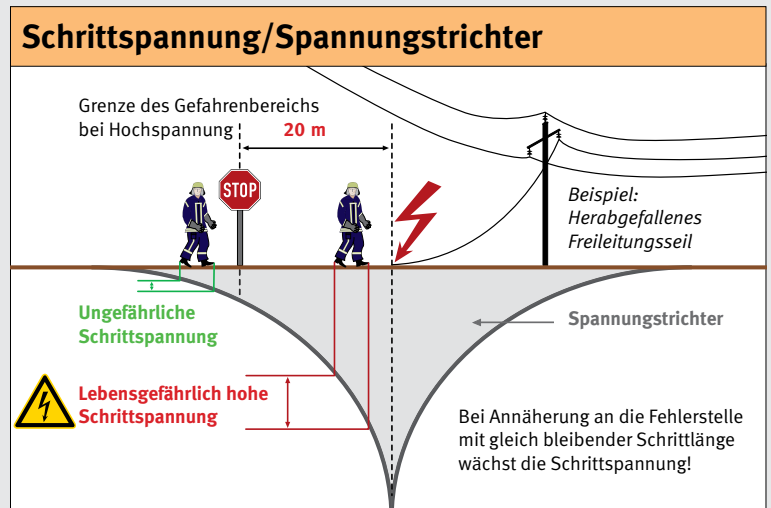 Schrittspannung/Spannungstrichter
Grenze des Gefahrenbereichs
bei Hochspannung
20 m
STOP
Beispiel:
Herabgefallenes
Freileitungsseil
Ungefährliche
Schrittspannung
Spannungstrichter
Lebensgefährlich hohe
Schrittspannung
Bei Annäherung an die Fehlerstelle
mit gleich bleibender Schrittlänge
wächst die Schrittspannung!